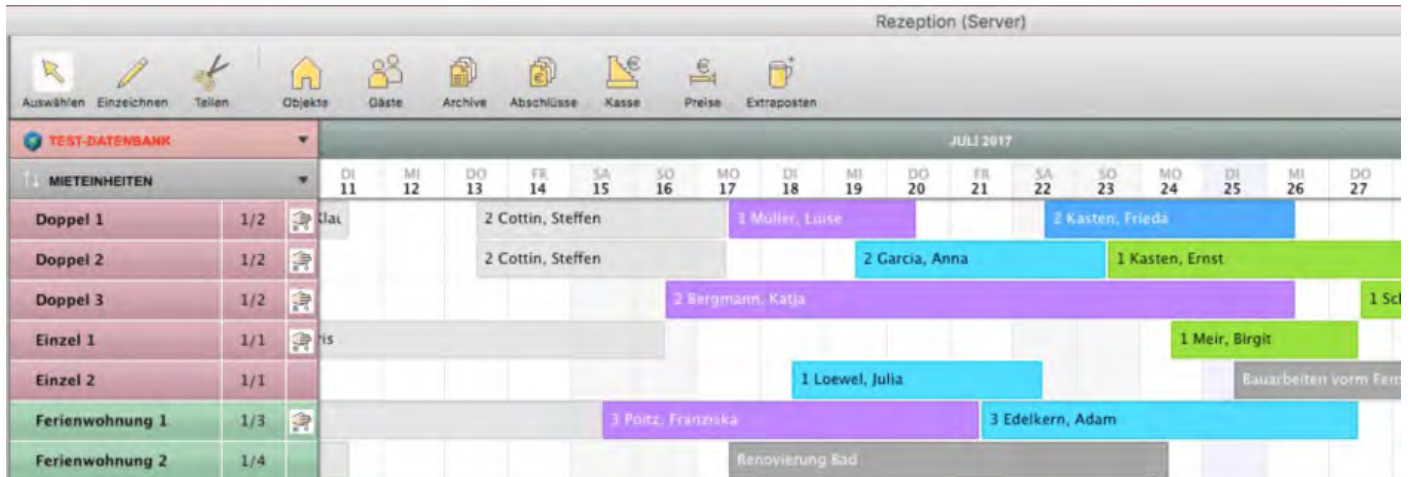 Rezeption (Server)
Auswählen Einzeichnen Teilen Objekte Gäste Archive Abschlüsse Kasse Preise Extraposten
TEST-DATENBANK JULI 2017
MIETEINHEITEN DI 11 MI 12 DO 13 FR 14 SA 15 SO 16 MO 17 DI 18 MI 19 DO 20 FR 21 SA 22 SO 23 MO 24 DI 25 MI 26 DO 27
Doppel 1 1/2 2 Cottin, Steffen 1 Müller, Luise 2 Kasten, Frieda
Doppel 2 1/2 2 Cottin, Steffen 2 Garcia, Anna 1 Kasten, Ernst
Doppel 3 1/2 2 Bergmann, Katja 1
Einzel 1 1/1 1 Meir, Birgit
Einzel 2 1/1 1 Loewel, Julia Bauarbeiten vorm
Ferienwohnung 1 1/3 3 Poitz, Franziska 3 Edelkern, Adam
Ferienwohnung 2 1/4 Renovierung Bad